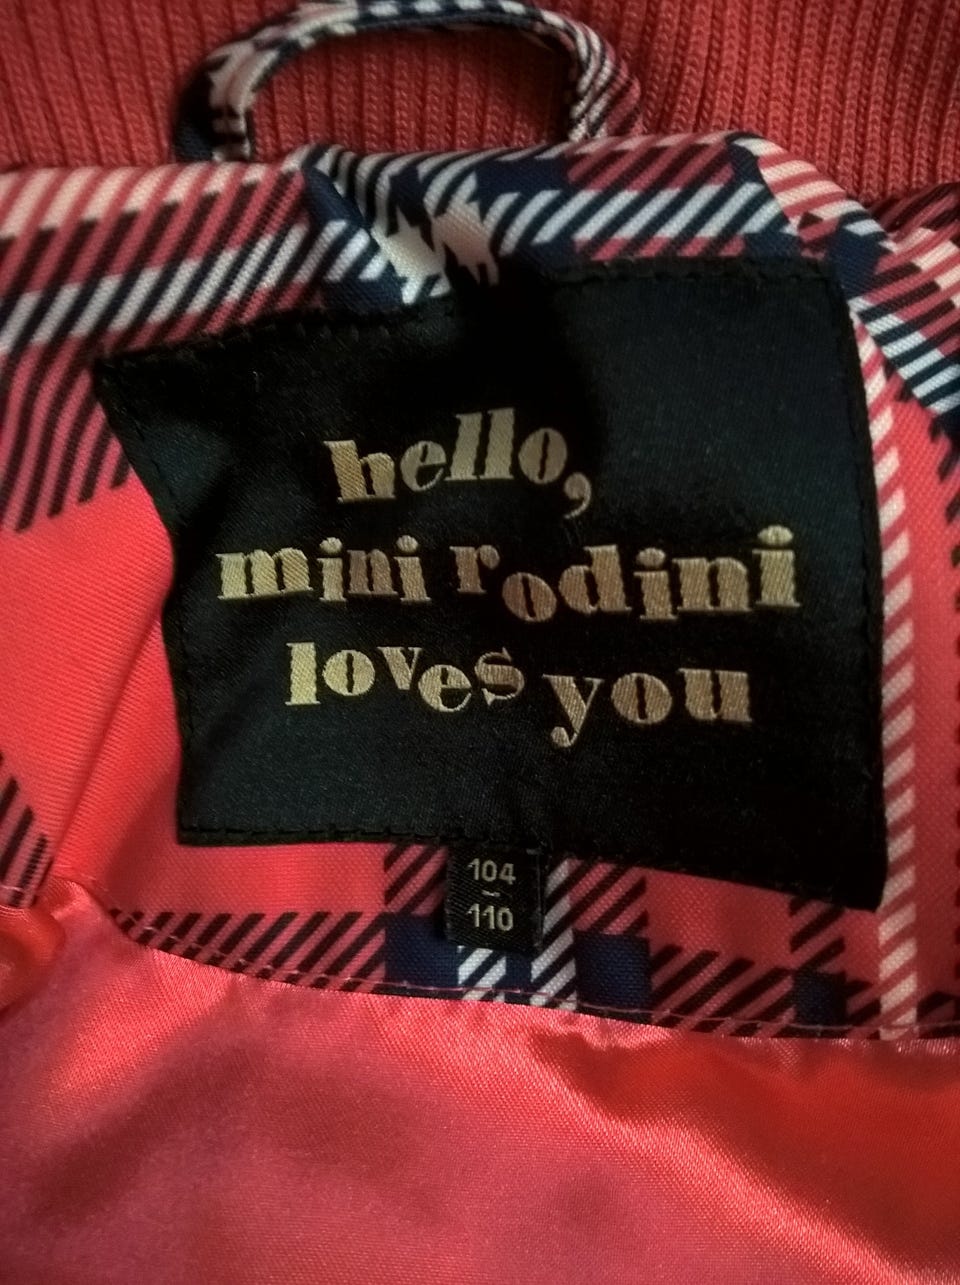 hello,
mini rodini
loves you
104
-
110